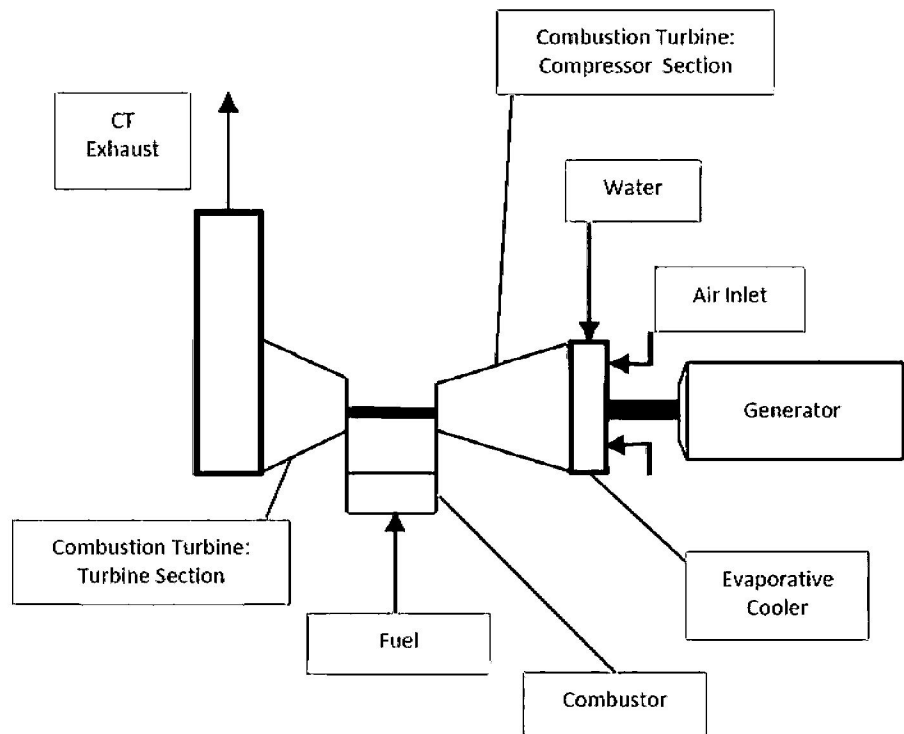 Combustion Turbine:
Compressor Section
CT
Exhaust
Water
Air Inlet
Generator
Combustion Turbine:
Turbine Section
Evaporative
Cooler
Fuel
Combustor